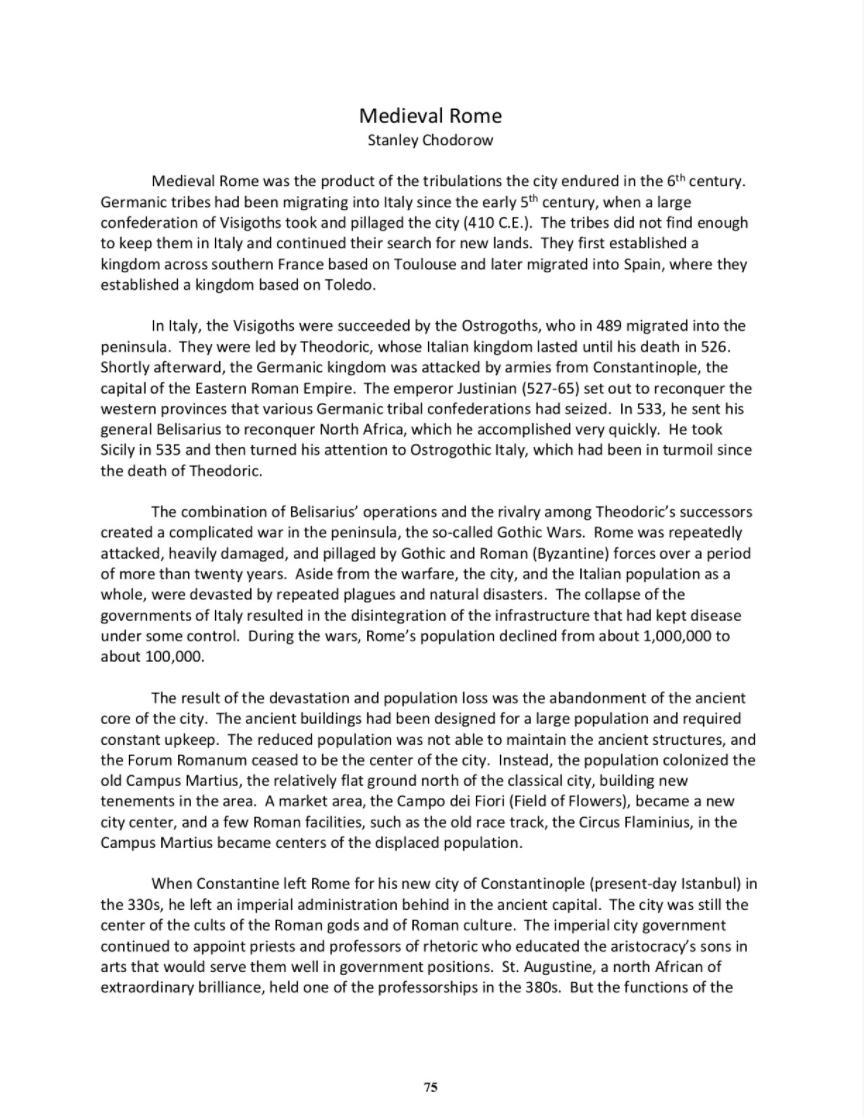 Medieval Rome
Stanley Chodorow
Medieval Rome was the product of the tribulations the city endured in the 6th century.
Germanic tribes had been migrating into Italy since the early 5th century, when a large
confederation of Visigoths took and pillaged the city (410 C.E.).  The tribes did not find enough
to keep them in Italy and continued their search for new lands.  They first established a
kingdom across southern France based on Toulouse and later migrated into Spain, where they
established a kingdom based on Toledo.
In Italy, the Visigoths were succeeded by the Ostrogoths, who in 489 migrated into the
peninsula.  They were led by Theodoric, whose Italian kingdom lasted until his death in 526.
Shortly afterward, the Germanic kingdom was attacked by armies from Constantinople, the
capital of the Eastern Roman Empire.  The emperor Justinian (527-65) set out to reconquer the
western provinces that various Germanic tribal confederations had seized.  In 533, he sent his
general Belisarius to reconquer North Africa, which he accomplished very quickly.  He took
Sicily in 535 and then turned his attention to Ostrogothic Italy, which had been in turmoil since
the death of Theodoric.
The combination of Belisarius' operations and the rivalry among Theodoric's successors
created a complicated war in the peninsula, the so-called Gothic Wars.  Rome was repeatedly
attacked, heavily damaged, and pillaged by Gothic and Roman (Byzantine) forces over a period
of more than twenty years.  Aside from the warfare, the city, and the Italian population as a
whole, were devasted by repeated plagues and natural disasters.  The collapse of the
governments of Italy resulted in the disintegration of the infrastructure that had kept disease
under some control.  During the wars, Rome's population declined from about 1,000,000 to
about 100,000.
The result of the devastation and population loss was the abandonment of the ancient
core of the city.  The ancient buildings had been designed for a large population and required
constant upkeep.  The reduced population was not able to maintain the ancient structures, and
the Forum Romanum ceased to be the center of the city.  Instead, the population colonized the
old Campus Martius, the relatively flat ground north of the classical city, building new
tenements in the area.  A market area, the Campo dei Fiori (Field of Flowers), became a new
city center, and a few Roman facilities, such as the old race track, the Circus Flaminius, in the
Campus Martius became centers of the displaced population.
When Constantine left Rome for his new city of Constantinople (present-day Istanbul) in
the 330s, he left an imperial administration behind in the ancient capital.  The city was still the
center of the cults of the Roman gods and of Roman culture.  The imperial city government
continued to appoint priests and professors of rhetoric who educated the aristocracy's sons in
arts that would serve them well in government positions.  St. Augustine, a north African of
extraordinary brilliance, held one of the professorships in the 380s.  But the functions of the
75